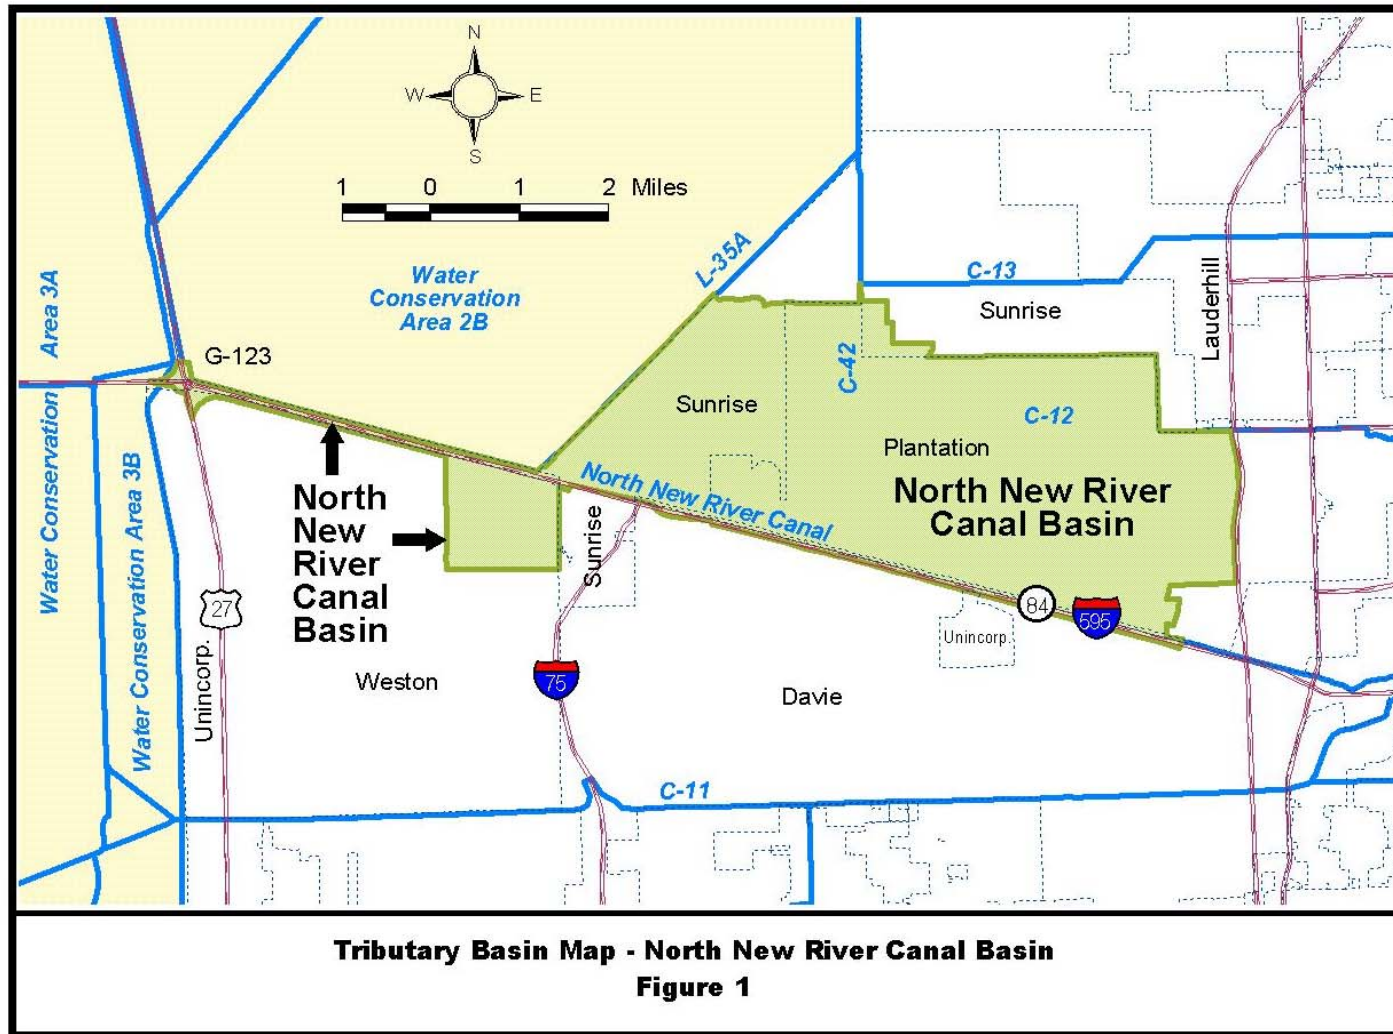 N
W E
S
1 0 1 2 Miles
Water
Conservation
Area 2B
L-35A
C-13
Sunrise
Lauderhill
Water Conservation Area 3A
G-123
C-42
Sunrise
C-12
Plantation
North New River
Canal Basin
North New River Canal
Water Conservation Area 3B
North
New
River
Canal
Basin
Sunrise
27
84
595
Unincorp.
Unincorp.
Weston
75
Davie
C-11
Tributary Basin Map - North New River Canal Basin
Figure 1